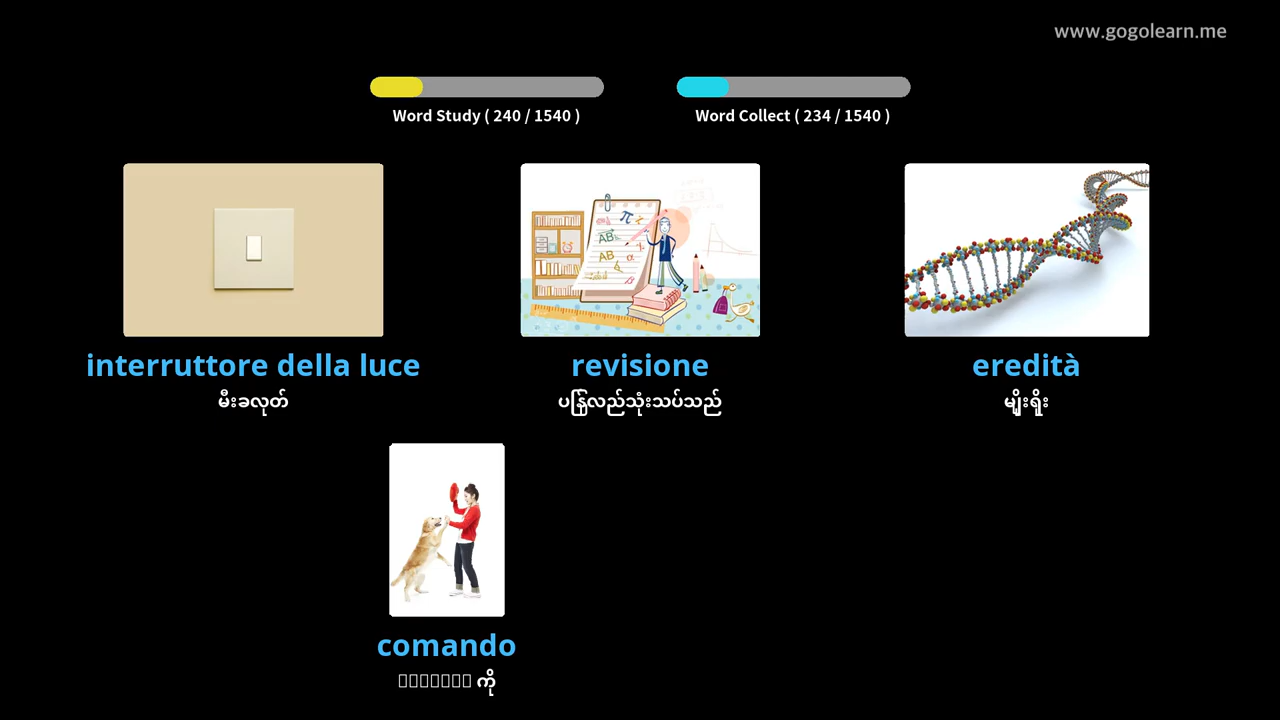 www.gogolearn.me
Word Study ( 240 / 1540 )
Word Collect ( 234 / 1540 )
interruttore della luce
revisione
eredità
မီးခလုတ်
ပြန်လည်သုံးသပ်သည်
မျိုးရိုး
comando
ကို